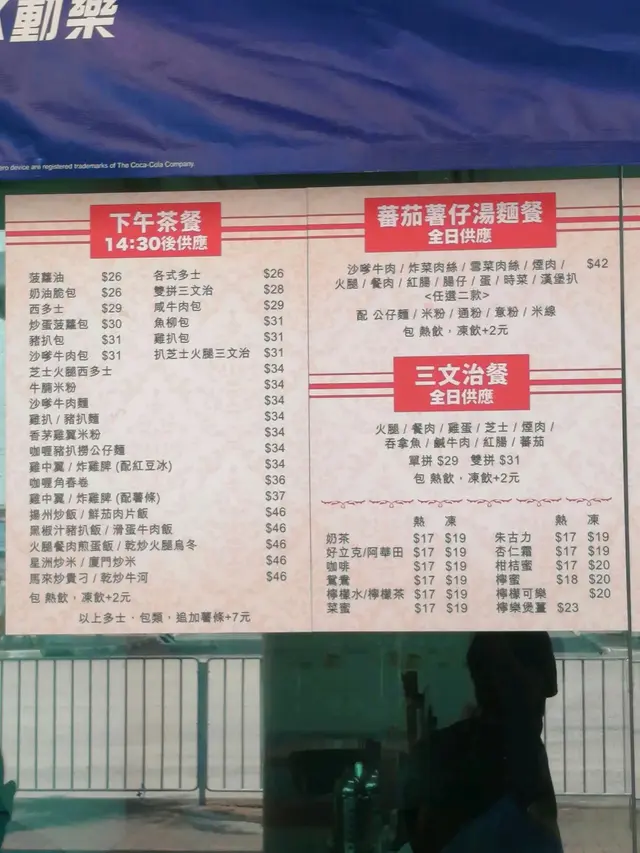 動樂
ero device are registered trademarks of The Coca-Cola Company.
下午茶餐
14:30後供應
菠蘿油 $26 各式多士 $26
奶油脆包 $26 雙拼三文治 $28
西多士 $29 咸牛肉包 $29
炒蛋菠蘿包 $30 魚柳包 $31
豬扒包 $31 雞扒包 $31
沙嗲牛肉包 $31 扒芝士火腿三文治 $31
芝士火腿西多士 $34
牛腩米粉 $34
沙嗲牛肉麵 $34
雞扒 / 豬扒麵 $34
香茅雞翼米粉 $34
咖喱豬扒撈公仔麵 $34
雞中翼 / 炸雞髀 (配紅豆冰) $34
咖喱角春卷 $36
雞中翼 / 炸雞髀 (配薯條) $37
揚州炒飯 / 鮮茄肉片飯 $46
黑椒汁豬扒飯 / 滑蛋牛肉飯 $46
火腿餐肉煎蛋飯 / 乾炒火腿烏冬 $46
星洲炒米 / 廈門炒米 $46
馬來炒貴刁 / 乾炒牛河 $46
包 熱飲，凍飲+2元
以上多士，包類，追加薯條+7元
蕃茄薯仔湯麵餐
全日供應
沙嗲牛肉 / 炸菜肉絲 / 雪菜肉絲 / 煙肉 / $42
火腿 / 餐肉 / 紅腸 / 腸仔 / 蛋 / 時菜 / 漢堡扒
<任選二款>
配 公仔麵 / 米粉 / 通粉 / 意粉 / 米線
包 熱飲，凍飲+2元
三文治餐
全日供應
火腿 / 餐肉 / 雞蛋 / 芝士 / 煙肉 /
吞拿魚 / 鹹牛肉 / 紅腸 / 蕃茄
單拼 $29 雙拼 $31
包 熱飲，凍飲+2元
熱 凍 熱 凍
奶茶 $17 $19 朱古力 $17 $19
好立克/阿華田 $17 $19 杏仁霜 $17 $19
咖啡 $17 $19 柑桔蜜 $17 $20
鴛鴦 $17 $19 檸蜜 $18 $20
檸檬水/檸檬茶 $17 $19 檸檬可樂 $20
菜蜜 $17 $19 檸樂煲薑 $23